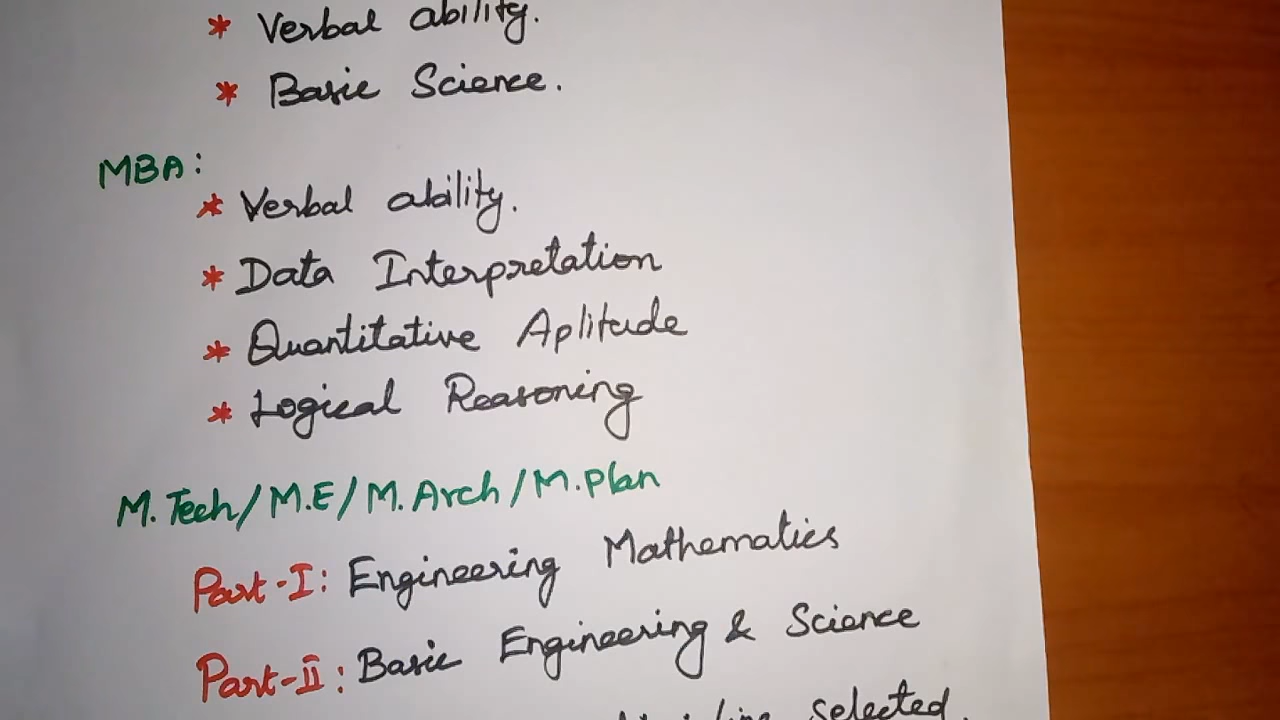 * Verbal ability.
* Basic Science.
MBA:
* Verbal ability.
* Data Interpretation
* Quantitative Aplitude
* Logical Reasoning
M.Tech/M.E/M.Arch/M.Plan
Part-I: Engineering Mathematics
Part-II: Basic Engineering & Science
selected.